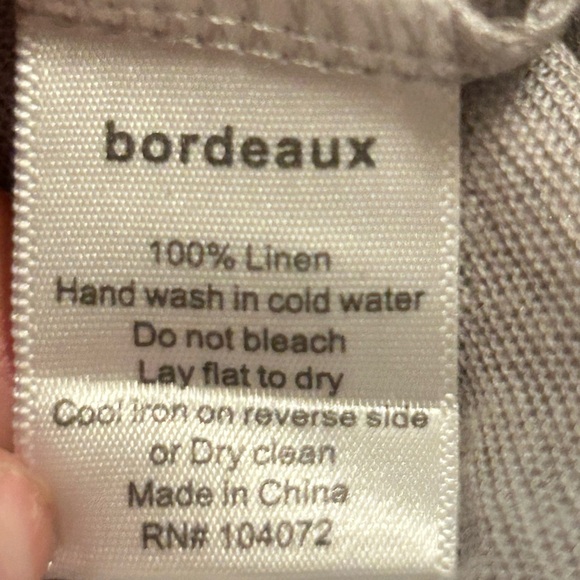 bordeaux
100% Linen
Hand wash in cold water
Do not bleach
Lay flat to dry
Cool iron on reverse side
or Dry clean
Made in China
RN# 104072